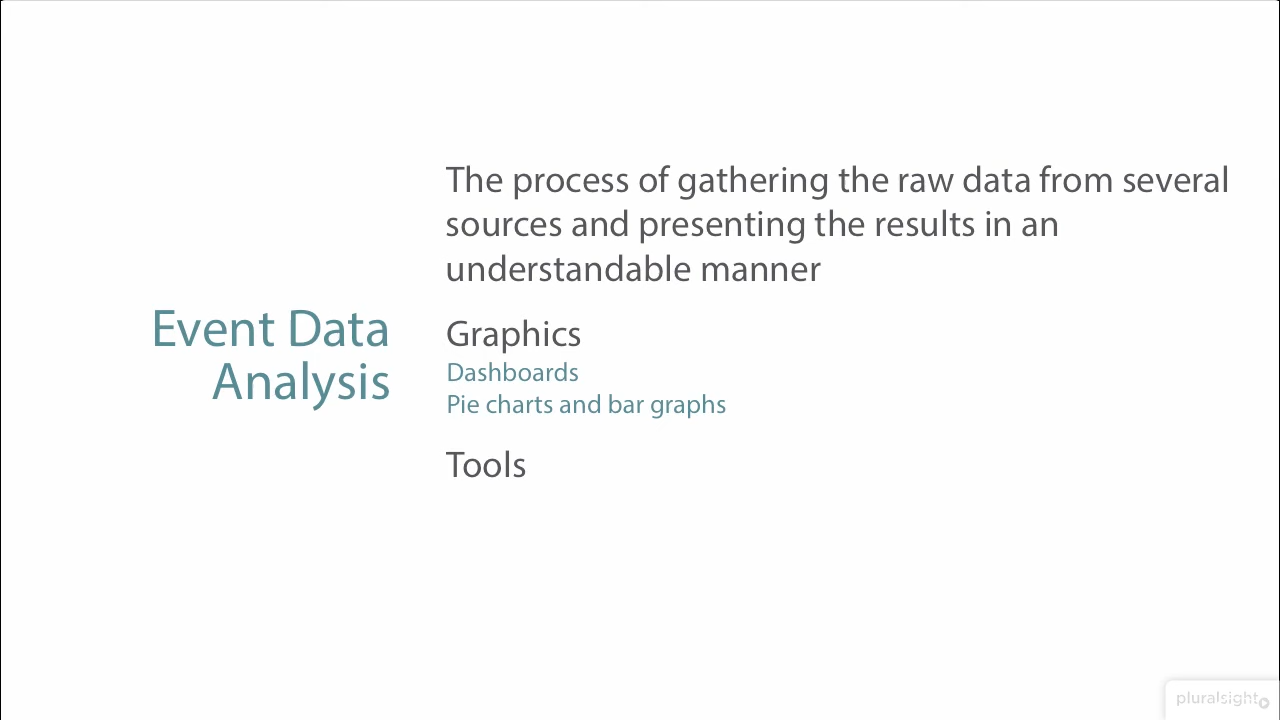 Event Data
Analysis
The process of gathering the raw data from several
sources and presenting the results in an
understandable manner
Graphics
Dashboards
Pie charts and bar graphs
Tools
pluralsight